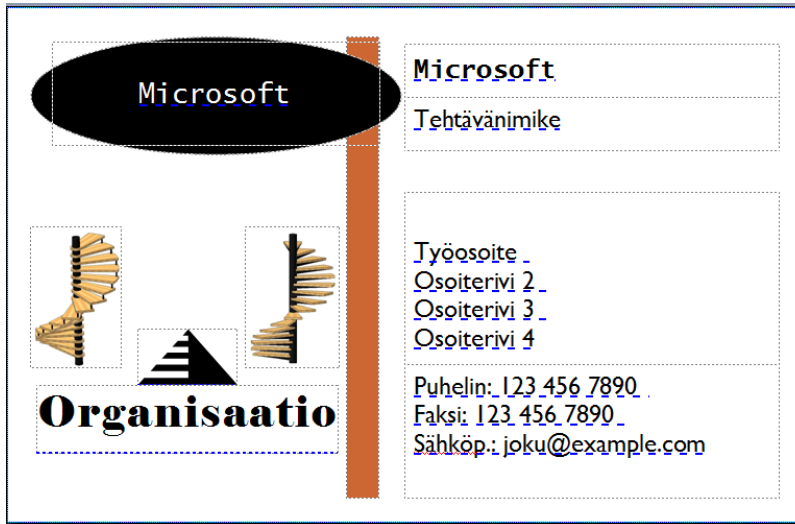 Microsoft
Microsoft
Tehtävänimike
Työosoite
Osoiterivi 2
Osoiterivi 3
Osoiterivi 4
Organisaatio
Puhelin: 123 456 7890
Faksi: 123 456 7890
Sähköp.: joku@example.com